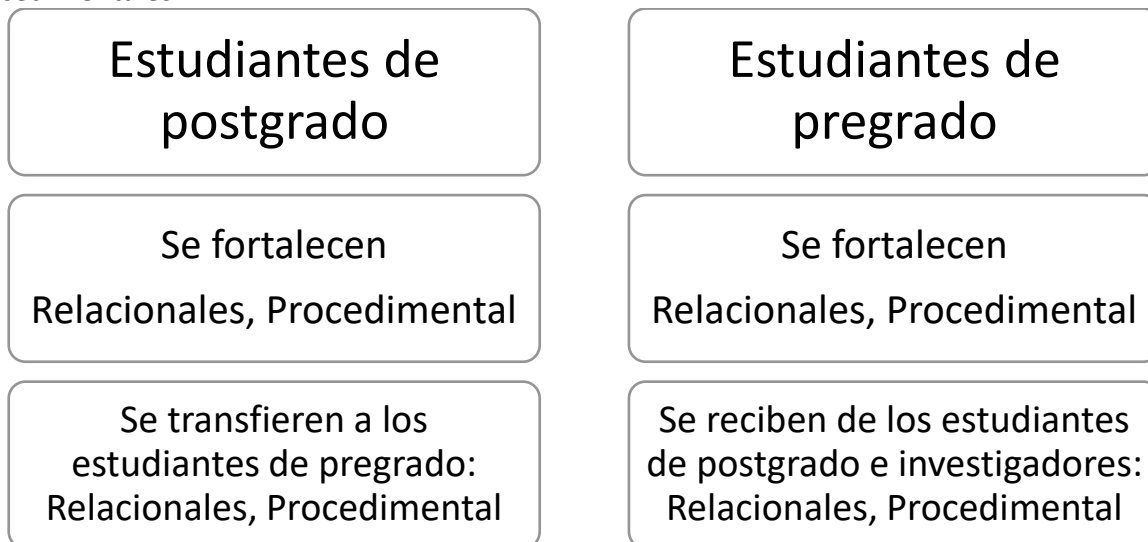 Estudiantes de
postgrado
Se fortalecen
Relacionales, Procedimental
Se transfieren a los
estudiantes de pregrado:
Relacionales, Procedimental
Estudiantes de
pregrado
Se fortalecen
Relacionales, Procedimental
Se reciben de los estudiantes
de postgrado e investigadores:
Relacionales, Procedimental